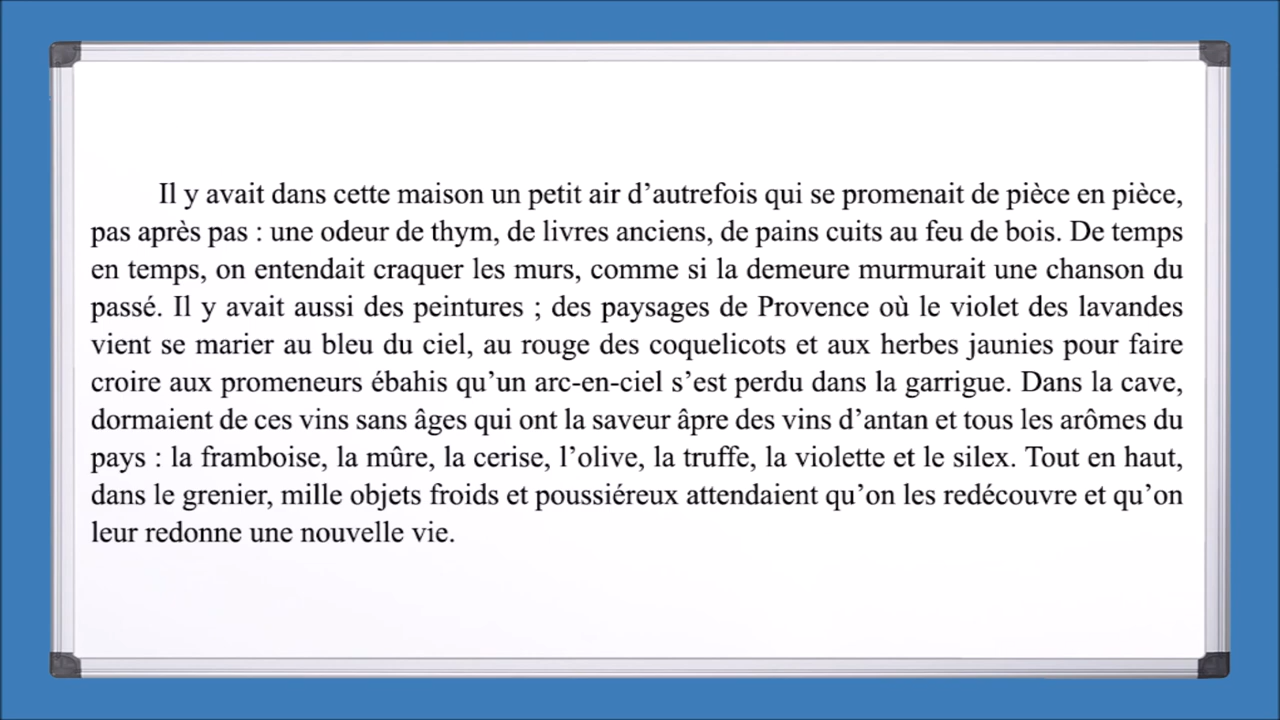 Il y avait dans cette maison un petit air d’autrefois qui se promenait de pièce en pièce,
pas après pas : une odeur de thym, de livres anciens, de pains cuits au feu de bois. De temps
en temps, on entendait craquer les murs, comme si la demeure murmurait une chanson du
passé. Il y avait aussi des peintures ; des paysages de Provence où le violet des lavandes
vient se marier au bleu du ciel, au rouge des coquelicots et aux herbes jaunies pour faire
croire aux promeneurs ébahis qu’un arc-en-ciel s’est perdu dans la garrigue. Dans la cave,
dormaient de ces vins sans âges qui ont la saveur âpre des vins d’antan et tous les arômes du
pays : la framboise, la mûre, la cerise, l’olive, la truffe, la violette et le silex. Tout en haut,
dans le grenier, mille objets froids et poussiéreux attendaient qu’on les redécouvre et qu’on
leur redonne une nouvelle vie.